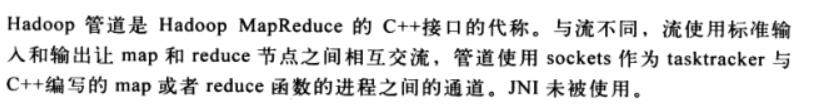 Hadoop 管道是 Hadoop MapReduce 的 C++接口的代称。与流不同，流使用标准输
入和输出让 map 和 reduce 节点之间相互交流，管道使用 sockets 作为 tasktracker 与
C++编写的 map 或者 reduce 函数的进程之间的通道。JNI 未被使用。